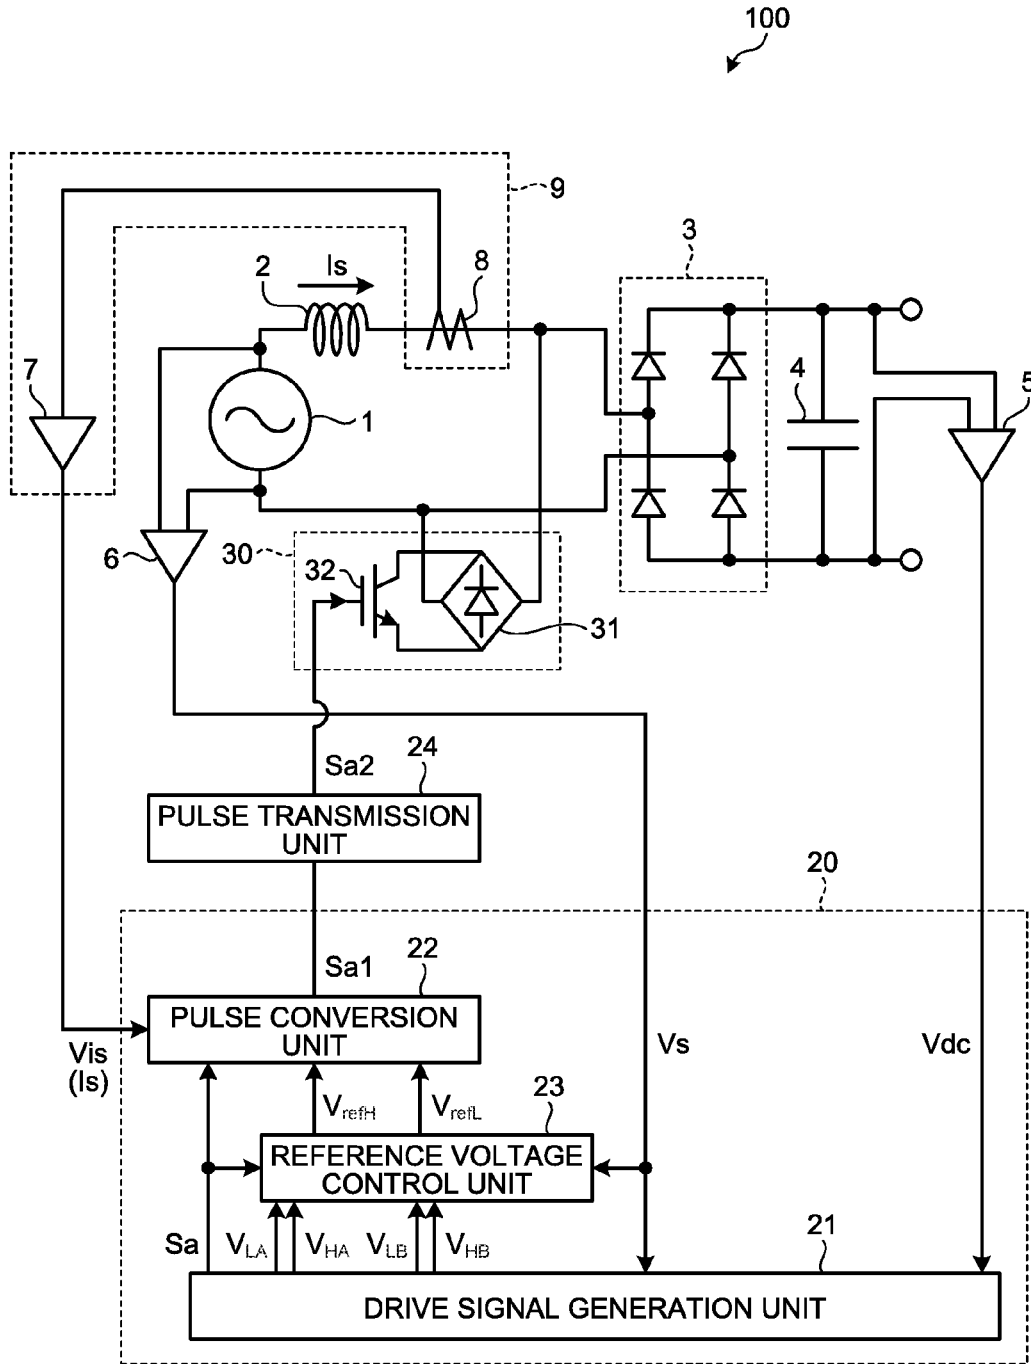 100
9
3
2
Is
8
7
1
4
5
6
30
32
31
Sa2
24
PULSE TRANSMISSION
UNIT
20
Sa1
22
PULSE CONVERSION
UNIT
Vis
(Is)
Vs
Vdc
VrefH
VrefL
23
REFERENCE VOLTAGE
CONTROL UNIT
Sa
VLA
VHA
VLB
VHB
21
DRIVE SIGNAL GENERATION UNIT